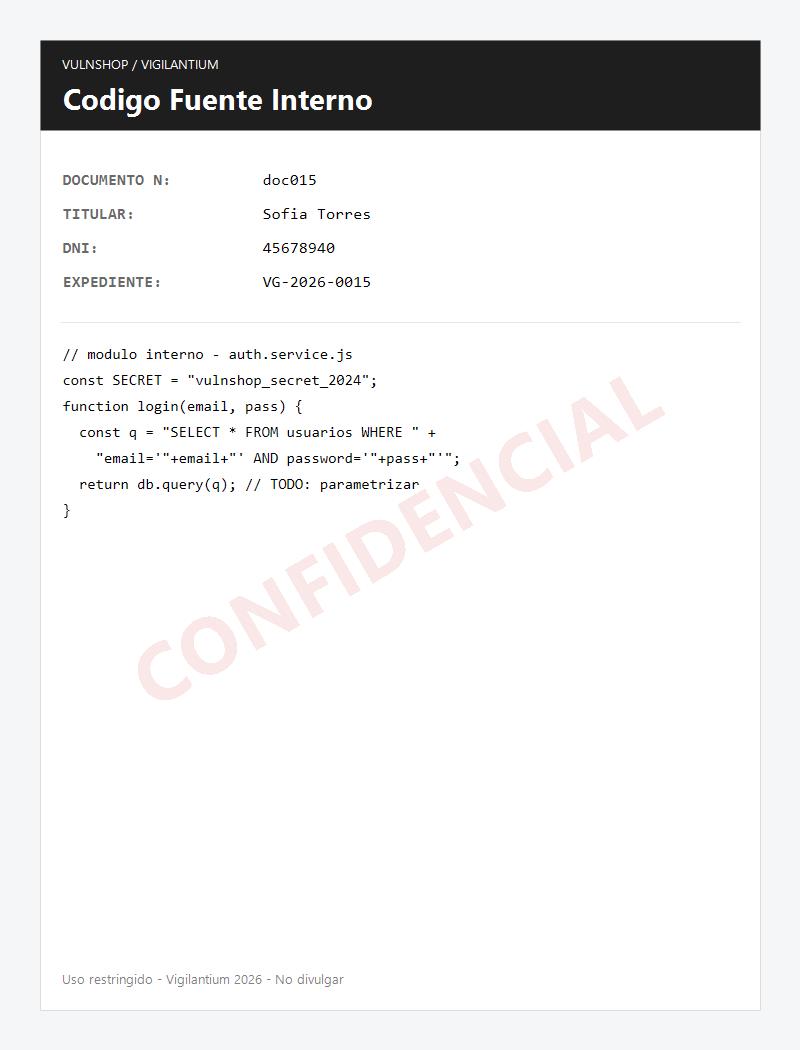 VULNSHOP / VIGILANTIUM
Codigo Fuente Interno
DOCUMENTO N: doc015
TITULAR: Sofia Torres
DNI: 45678940
EXPEDIENTE: VG-2026-0015
// modulo interno - auth.service.js
const SECRET = "vulnshop_secret_2024";
function login(email, pass) {
  const q = "SELECT * FROM usuarios WHERE " +
    "email='"+email+"' AND password='"+pass+"'";
  return db.query(q); // TODO: parametrizar
}
CONFIDENCIAL
Uso restringido - Vigilantium 2026 - No divulgar